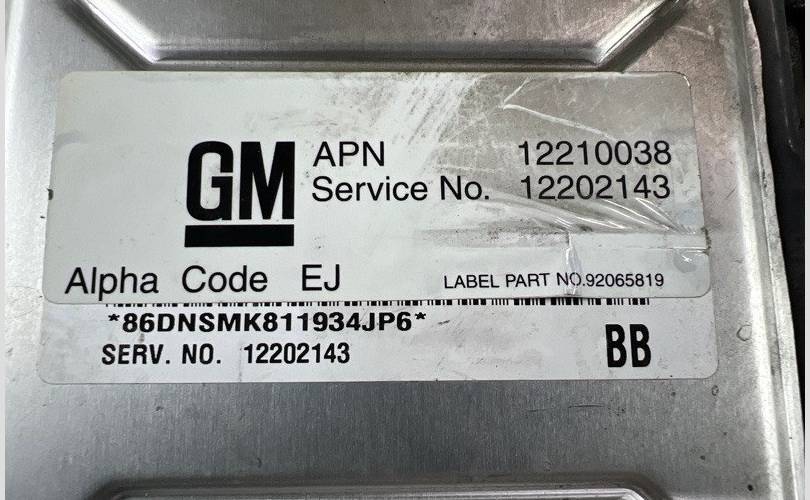 GM
APN 12210038
Service No. 12202143
Alpha Code EJ LABEL PART NO.92065819
*86DNSMK811934JP6*
SERV. NO. 12202143 BB